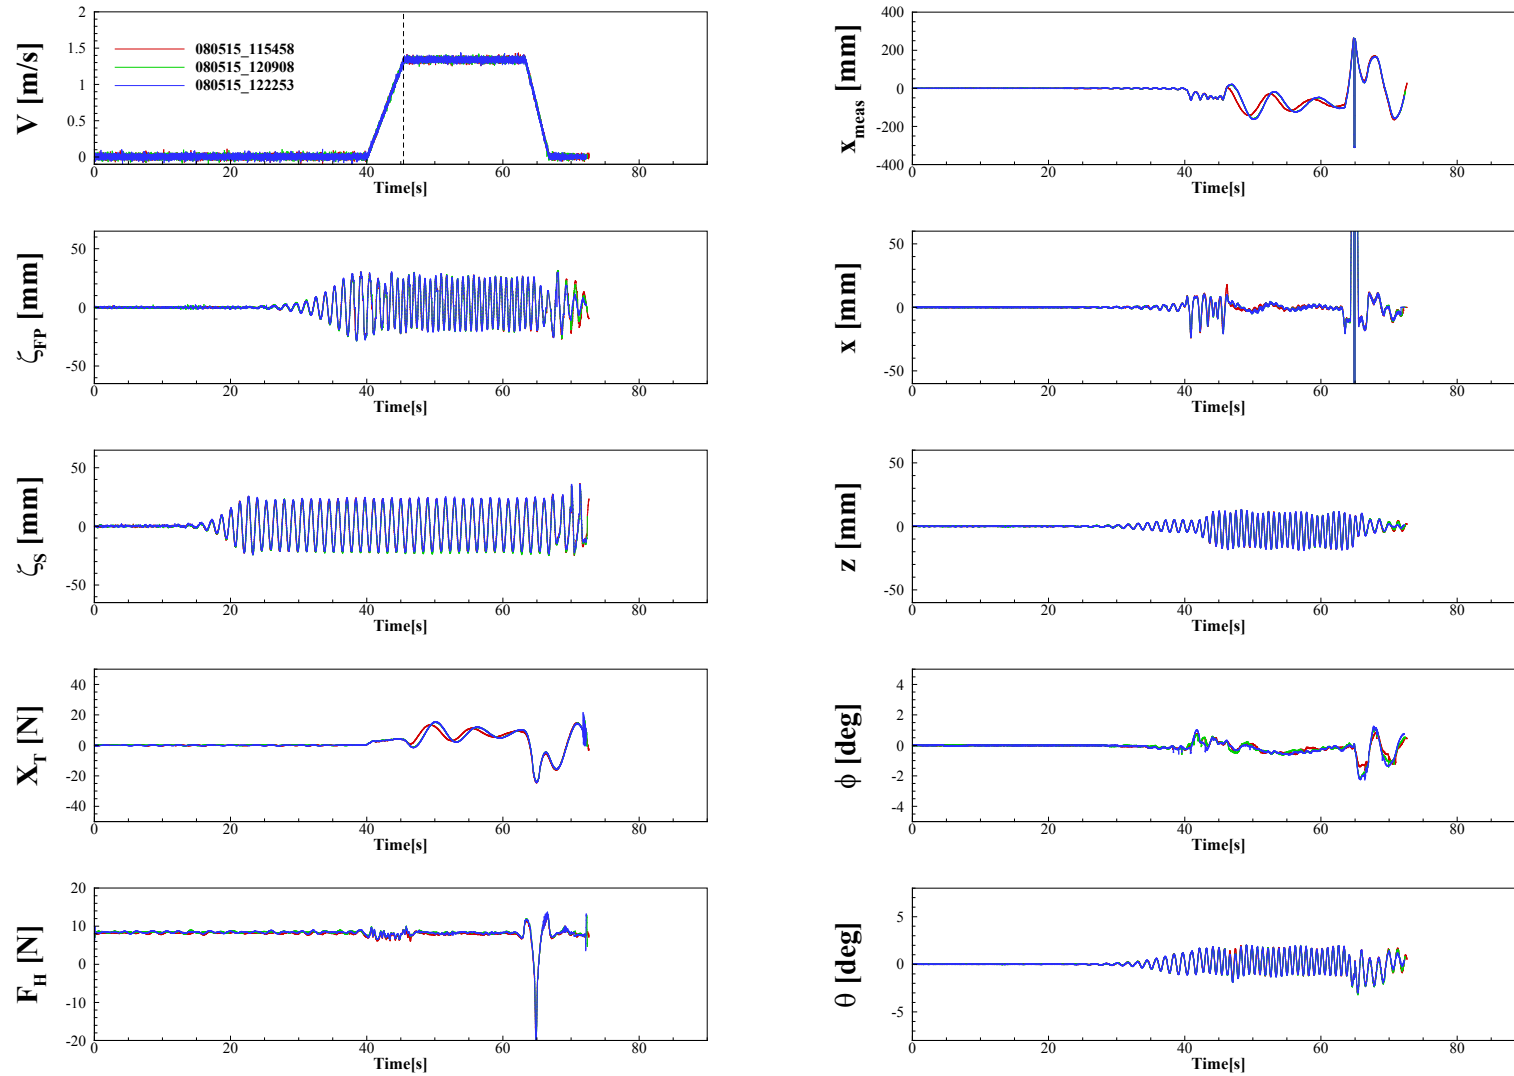 V [m/s]
2
1.5
1
0.5
0
080515_115458
080515_120908
080515_122253
0 20 40 60 80
Time[s]
x_meas [mm]
400
200
0
-200
-400
0 20 40 60 80
Time[s]
ζ_FP [mm]
50
0
-50
0 20 40 60 80
Time[s]
x [mm]
50
0
-50
0 20 40 60 80
Time[s]
ζ_S [mm]
50
0
-50
0 20 40 60 80
Time[s]
z [mm]
50
0
-50
0 20 40 60 80
Time[s]
X_T [N]
40
20
0
-20
-40
0 20 40 60 80
Time[s]
ϕ [deg]
4
2
0
-2
-4
0 20 40 60 80
Time[s]
F_H [N]
20
10
0
-10
-20
0 20 40 60 80
Time[s]
θ [deg]
5
0
-5
0 20 40 60 80
Time[s]